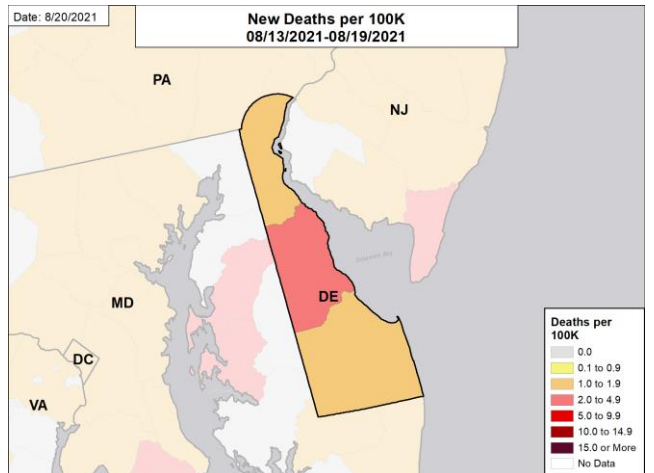 Date: 8/20/2021
New Deaths per 100K
08/13/2021-08/19/2021
PA
NJ
MD
DE
DC
VA
Deaths per
100K
0.0
0.1 to 0.9
1.0 to 1.9
2.0 to 4.9
5.0 to 9.9
10.0 to 14.9
15.0 or More
No Data